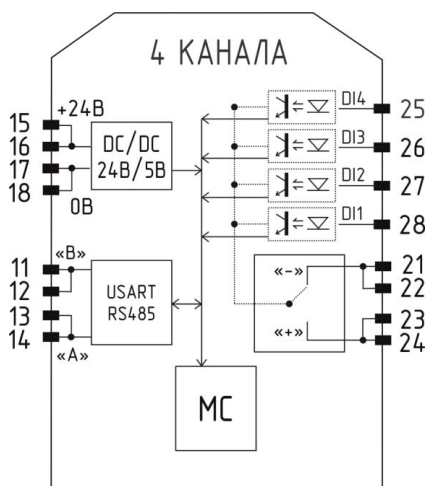 4 КАНАЛА
+24В
15
16
17
18
0В
DC/DC
24В/5В
DI4
25
DI3
26
DI2
27
DI1
28
«В»
11
12
13
14
«А»
USART
RS485
«-»
21
22
23
24
«+»
МС